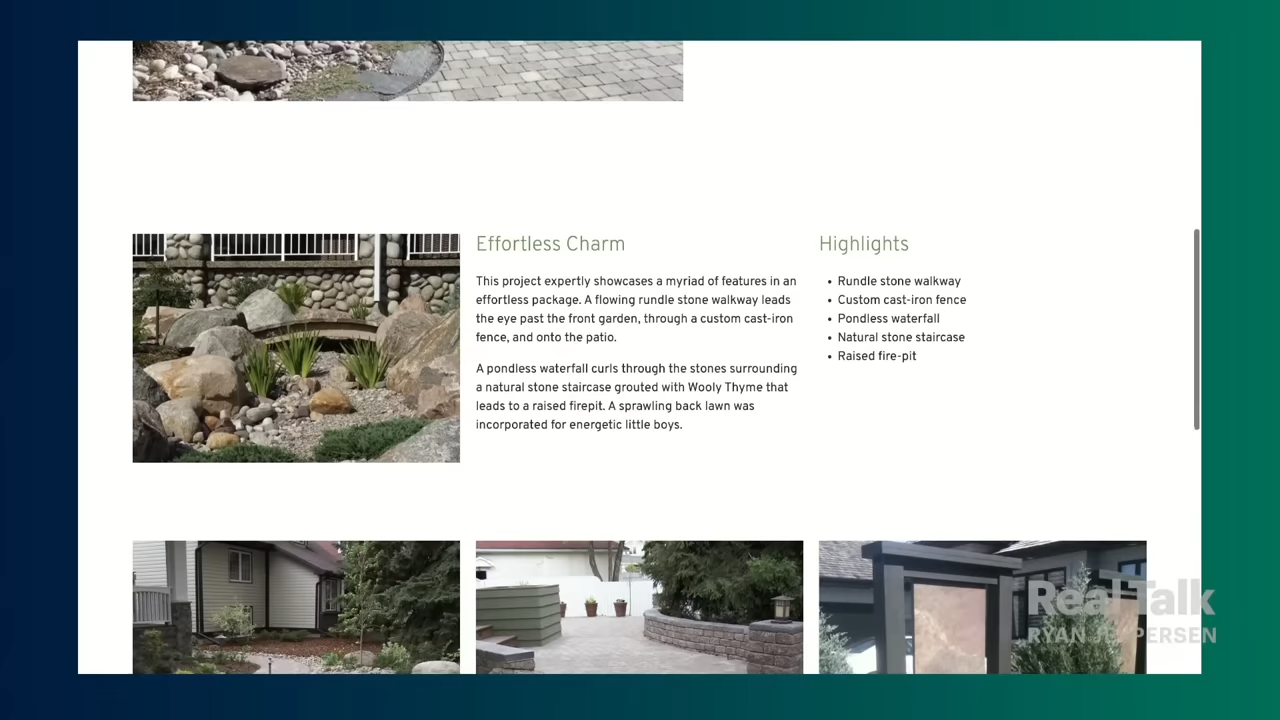 Effortless Charm
This project expertly showcases a myriad of features in an
effortless package. A flowing rundle stone walkway leads
the eye past the front garden, through a custom cast-iron
fence, and onto the patio.
A pondless waterfall curls through the stones surrounding
a natural stone staircase grouted with Wooly Thyme that
leads to a raised firepit. A sprawling back lawn was
incorporated for energetic little boys.
Highlights
• Rundle stone walkway
• Custom cast-iron fence
• Pondless waterfall
• Natural stone staircase
• Raised fire-pit
Real Talk
RYAN JESPERSEN